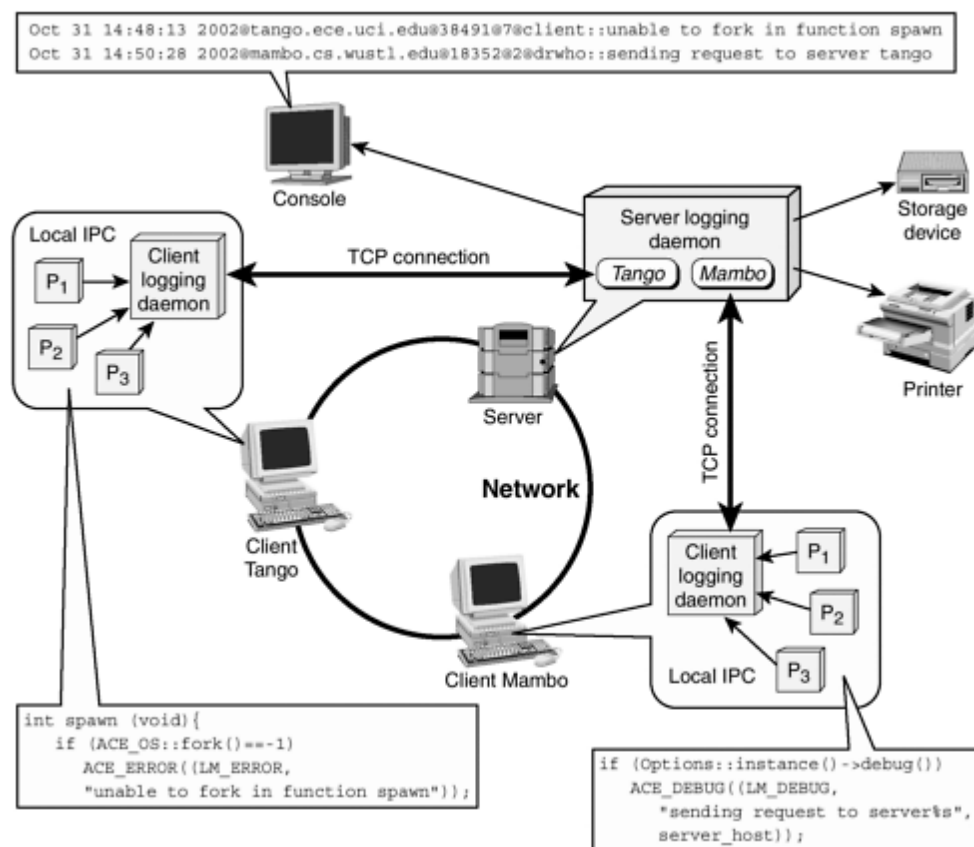 Oct 31 14:48:13 2002@tango.ece.uci.edu@38491@7@client::unable to fork in function spawn
Oct 31 14:50:28 2002@mambo.cs.wustl.edu@18352@2@drwho::sending request to server tango
Console
Server logging
daemon
Tango
Mambo
Storage
device
Printer
Local IPC
Client
logging
daemon
P1
P2
P3
TCP connection
Server
TCP connection
Network
Client
Tango
Client Mambo
Client
logging
daemon
P1
P2
P3
Local IPC
int spawn (void){
if (ACE_OS::fork()==-1)
ACE_ERROR((LM_ERROR,
"unable to fork in function spawn"));
if (Options::instance()->debug())
ACE_DEBUG((LM_DEBUG,
"sending request to server%s",
server_host));